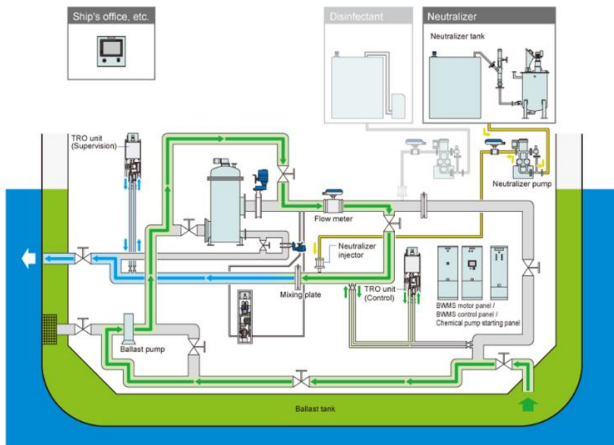 Ship's office, etc.
Disinfectant
Neutralizer
Neutralizer tank
TRO unit
(Supervision)
Flow meter
Neutralizer pump
Neutralizer
injector
TRO unit
(Control)
Mixing plate
BWMS motor panel /
BWMS control panel /
Chemical pump starting panel
Ballast pump
Ballast tank